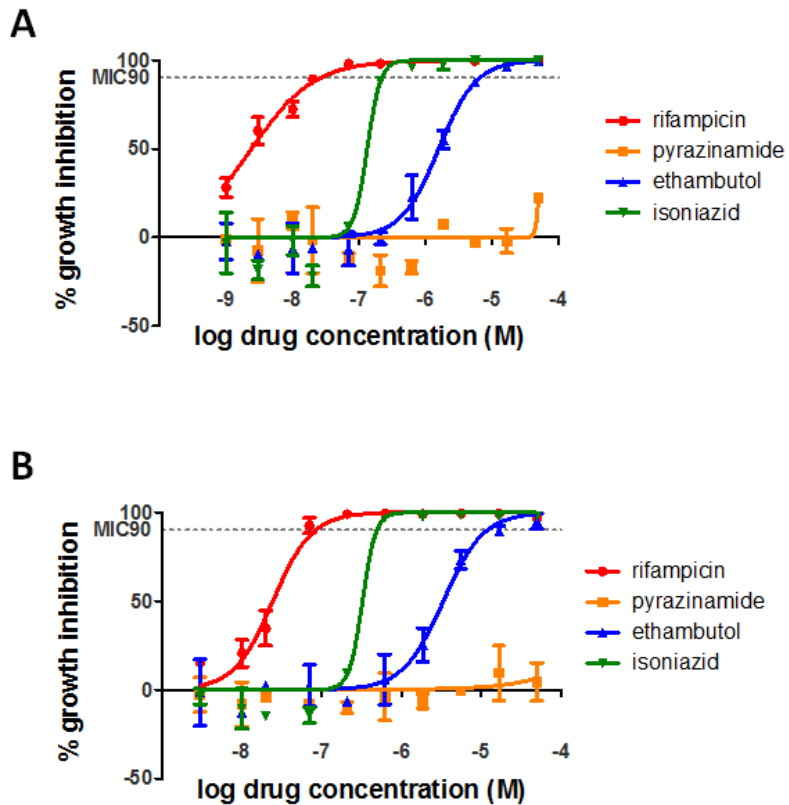 A
% growth inhibition
100
MIC90
50
0
-50
-9 -8 -7 -6 -5 -4
log drug concentration (M)
rifampicin
pyrazinamide
ethambutol
isoniazid
B
% growth inhibition
100
MIC90
50
0
-50
-8 -7 -6 -5 -4
log drug concentration (M)
rifampicin
pyrazinamide
ethambutol
isoniazid